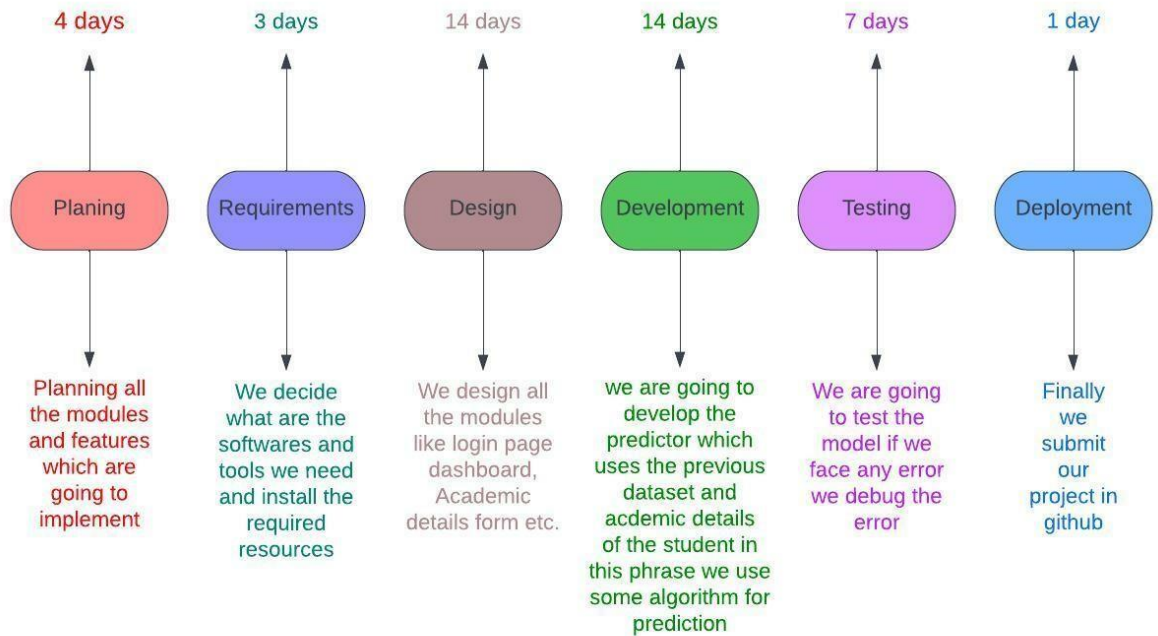 4 days
3 days
14 days
14 days
7 days
1 day
Planing
Requirements
Design
Development
Testing
Deployment
Planning all
the modules
and features
which are
going to
implement
We decide
what are the
softwares and
tools we need
and install the
required
resources
We design all
the modules
like login page
dashboard,
Academic
details form etc.
we are going to
develop the
predictor which
uses the previous
dataset and
acdemic details
of the student in
this phrase we use
some algorithm for
prediction
We are going
to test the
model if we
face any error
we debug the
error
Finally
we
submit
our
project in
github